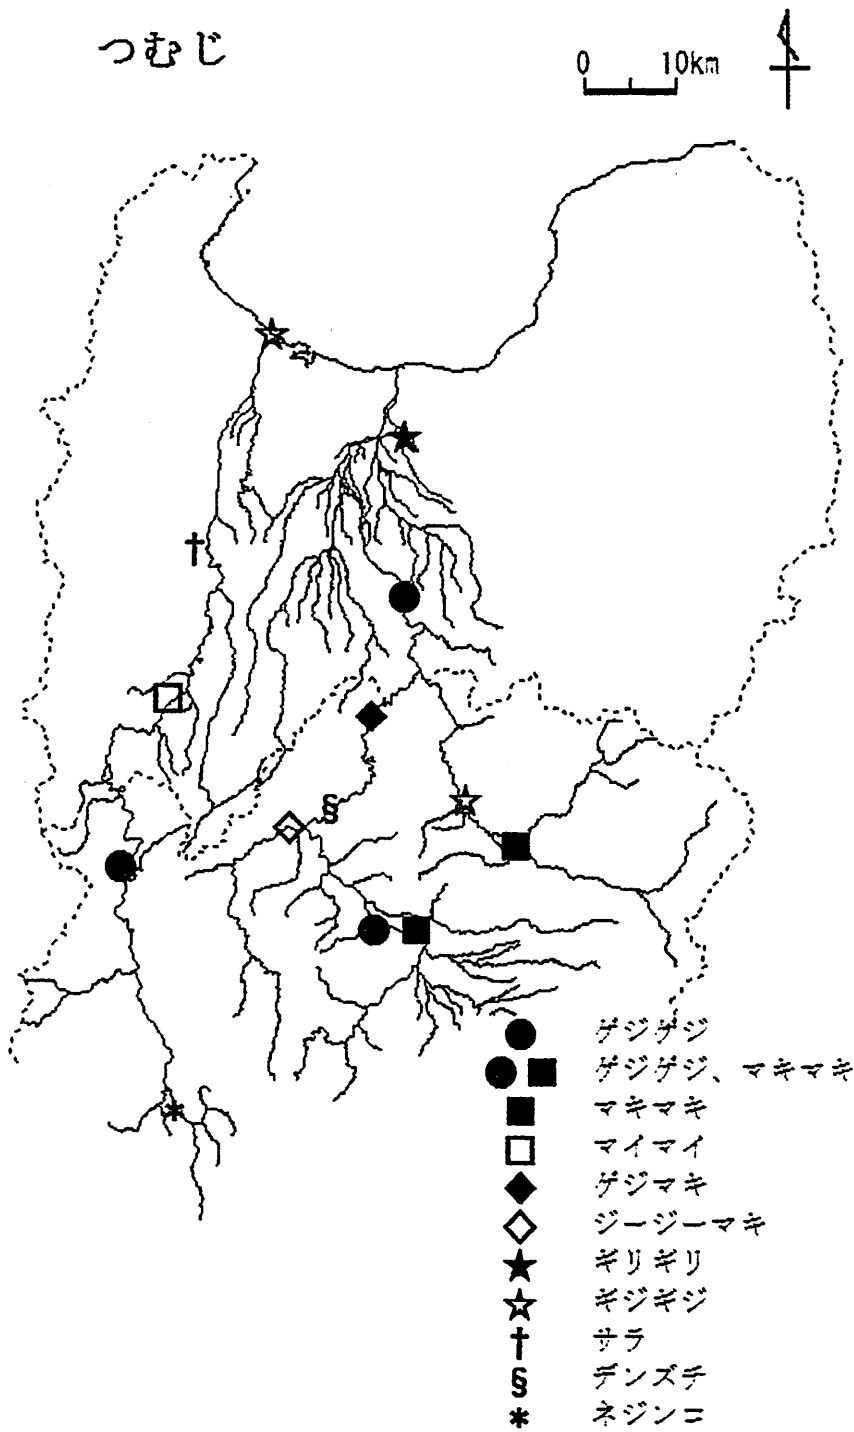 つむじ
0 10km
ゲジゲジ
ゲジゲジ、マキマキ
マキマキ
マイマイ
ゲジマキ
ジージーマキ
ギリギリ
ギジギジ
サラ
デンズチ
ネジンコ